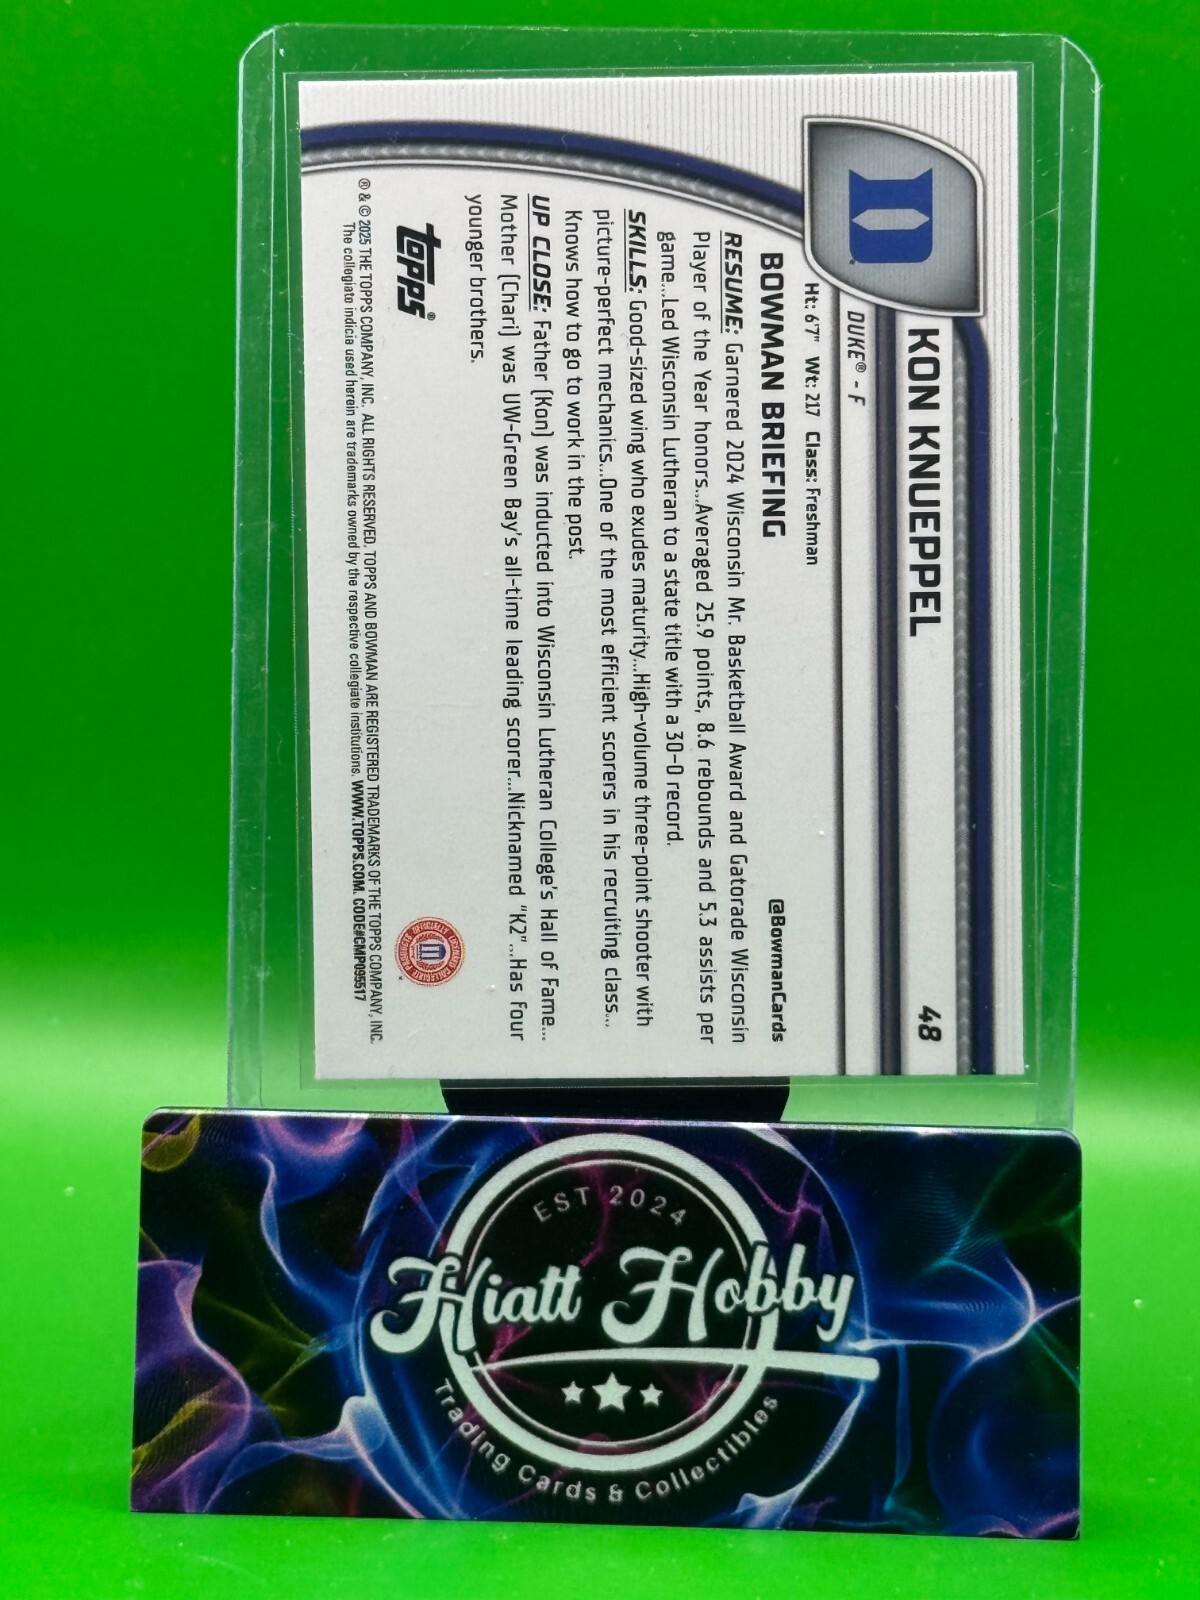 KON KNUEPPEL
48
DUKE® - F
Ht: 6'7" Wt: 217 Class: Freshman
BOWMAN BRIEFING
@BowmanCards
RESUME: Garnered 2024 Wisconsin Mr. Basketball Award and Gatorade Wisconsin
Player of the Year honors...Averaged 25.9 points, 8.6 rebounds and 5.3 assists per
game...Led Wisconsin Lutheran to a state title with a 30-0 record.
SKILLS: Good-sized wing who exudes maturity...High-volume three-point shooter with
picture-perfect mechanics...One of the most efficient scorers in his recruiting class...
Knows how to go to work in the post.
UP CLOSE: Father (Kon) was inducted into Wisconsin Lutheran College's Hall of Fame...
Mother (Chari) was UW-Green Bay's all-time leading scorer...Nicknamed "K2"...Has four
younger brothers.
topps®
OFFICIALLY LICENSED COLLEGIATE PRODUCTS
® & © 2025 THE TOPPS COMPANY, INC. ALL RIGHTS RESERVED. TOPPS AND BOWMAN ARE REGISTERED TRADEMARKS OF THE TOPPS COMPANY, INC.
The collegiate indicia used herein are trademarks owned by the respective collegiate institutions. WWW.TOPPS.COM. CODE#CMP095517
EST 2024
Hiatt Hobby
Trading Cards & Collectibles